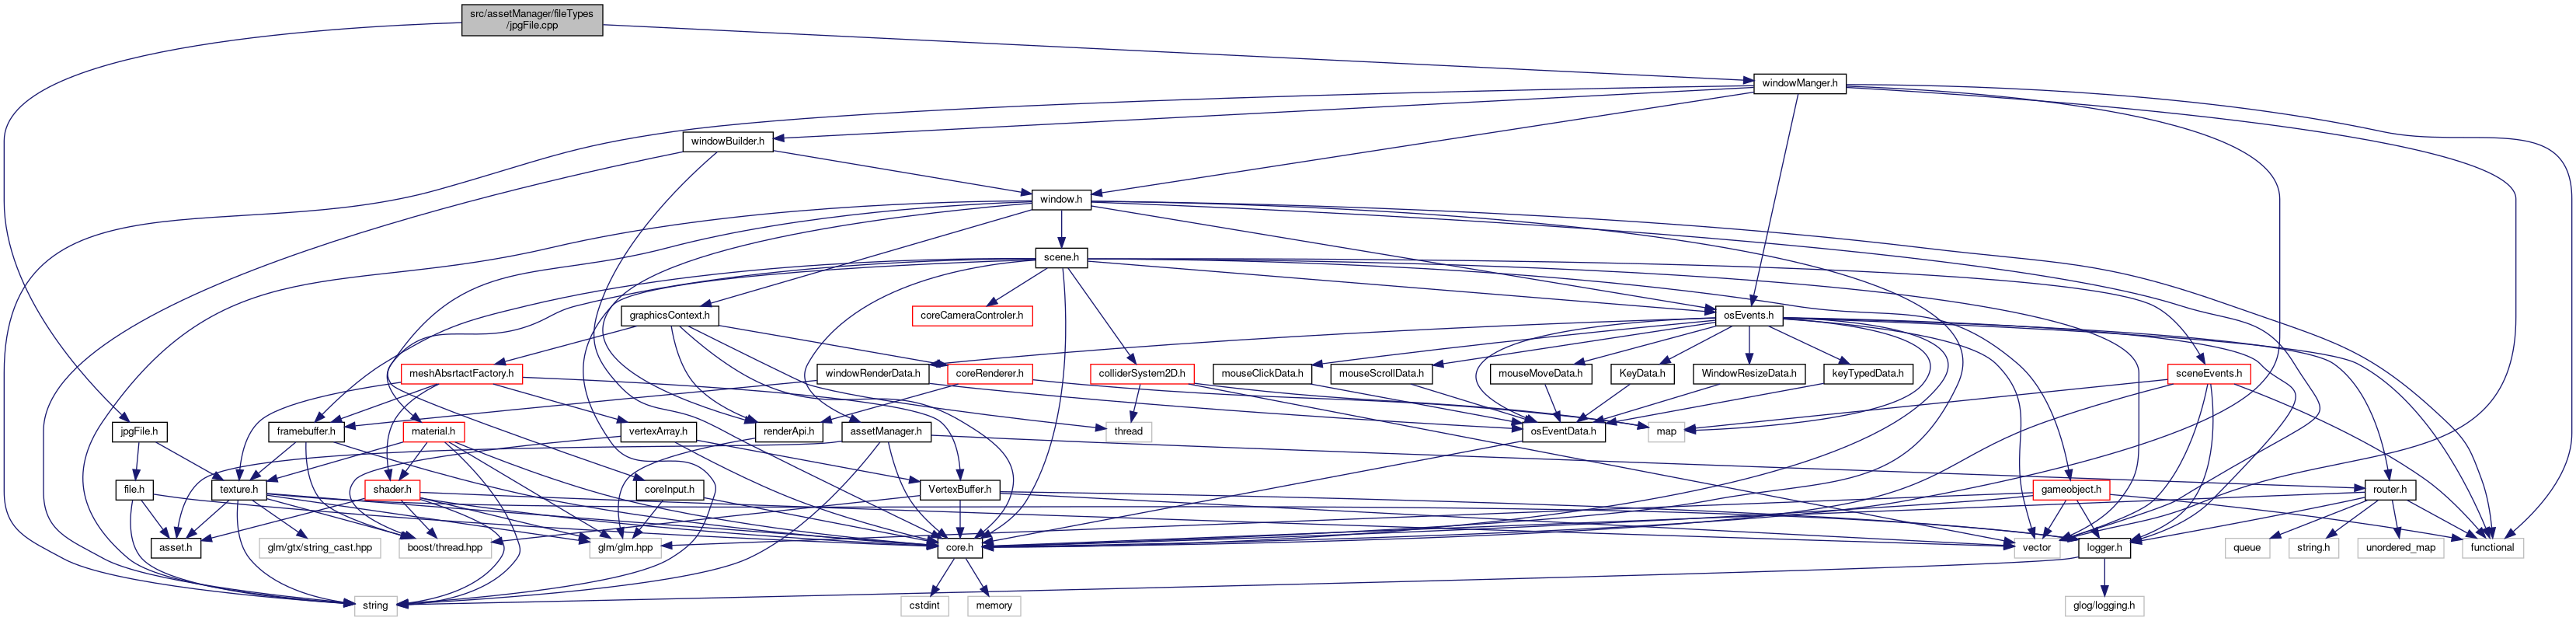 src/assetManager/fileTypes
/jpgFile.cpp
windowManger.h
windowBuilder.h
window.h
scene.h
graphicsContext.h
coreCameraControler.h
osEvents.h
meshAbsrtactFactory.h
windowRenderData.h
coreRenderer.h
colliderSystem2D.h
mouseClickData.h
mouseScrollData.h
mouseMoveData.h
KeyData.h
WindowResizeData.h
keyTypedData.h
sceneEvents.h
jpgFile.h
framebuffer.h
material.h
vertexArray.h
renderApi.h
assetManager.h
thread
osEventData.h
map
file.h
texture.h
shader.h
coreInput.h
VertexBuffer.h
gameobject.h
router.h
asset.h
glm/gtx/string_cast.hpp
boost/thread.hpp
glm/glm.hpp
core.h
vector
logger.h
queue
string.h
unordered_map
functional
string
cstdint
memory
glog/logging.h